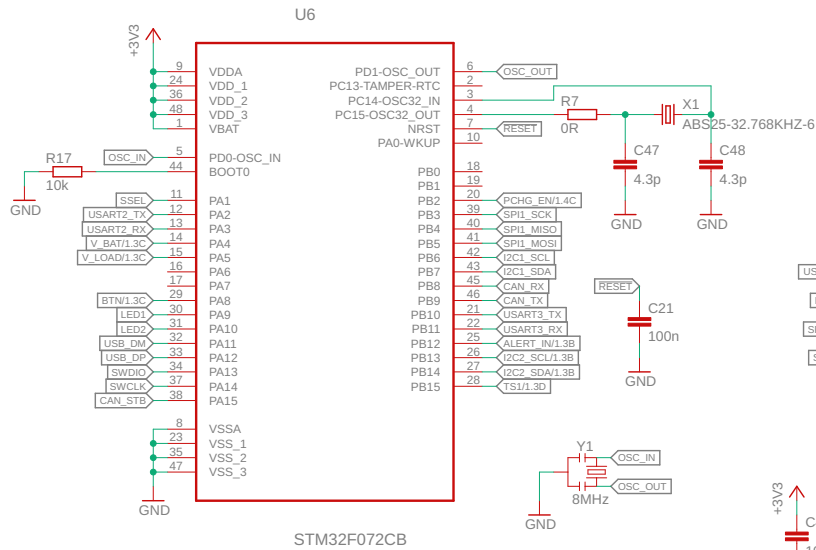 U6
+3V3
9 VDDA
24 VDD_1
36 VDD_2
48 VDD_3
1 VBAT
OSC_IN 5 PD0-OSC_IN
R17 44 BOOT0
10k
GND
SSEL 11 PA1
USART2_TX 12 PA2
USART2_RX 13 PA3
V_BAT/1.3C 14 PA4
V_LOAD/1.3C 15 PA5
16 PA6
17 PA7
BTN/1.3C 29 PA8
LED1 30 PA9
LED2 31 PA10
USB_DM 32 PA11
USB_DP 33 PA12
SWDIO 34 PA13
SWCLK 37 PA14
CAN_STB 38 PA15
8 VSSA
23 VSS_1
35 VSS_2
47 VSS_3
GND
PD1-OSC_OUT 6 OSC_OUT
PC13-TAMPER-RTC 2
PC14-OSC32_IN 3
PC15-OSC32_OUT 4
NRST 7 RESET
PA0-WKUP 10
PB0 18
PB1 19
PB2 20 PCHG_EN/1.4C
PB3 39 SPI1_SCK
PB4 40 SPI1_MISO
PB5 41 SPI1_MOSI
PB6 42 I2C1_SCL
PB7 43 I2C1_SDA
PB8 45 CAN_RX
PB9 46 CAN_TX
PB10 21 USART3_TX
PB11 22 USART3_RX
PB12 25 ALERT_IN/1.3B
PB13 26 I2C2_SCL/1.3B
PB14 27 I2C2_SDA/1.3B
PB15 28 TS1/1.3D
STM32F072CB
R7
0R
X1
ABS25-32.768KHZ-6
C47
4.3p
GND
C48
4.3p
GND
RESET
C21
100n
GND
Y1
OSC_IN
OSC_OUT
8MHz
GND
US
+3V3